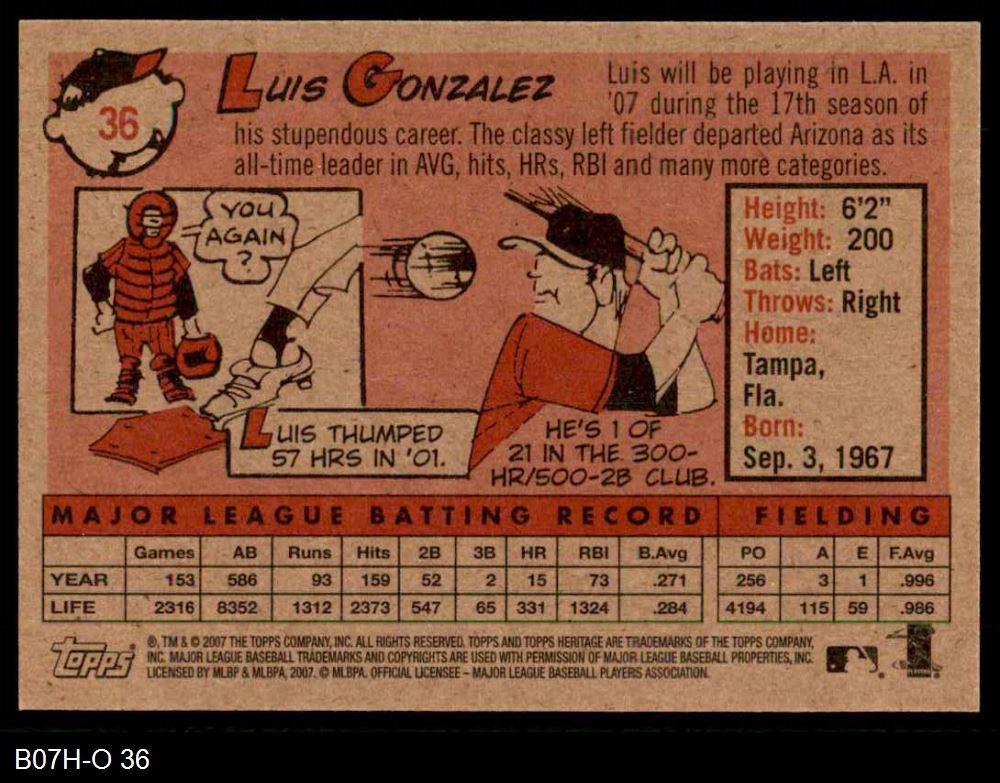 36
LUIS GONZALEZ
Luis will be playing in L.A. in
'07 during the 17th season of
his stupendous career. The classy left fielder departed Arizona as its
all-time leader in AVG, hits, HRs, RBI and many more categories.
YOU
AGAIN
?
LUIS THUMPED
57 HRS IN '01.
HE'S 1 OF
21 IN THE 300-
HR/500-2B CLUB.
Height: 6'2"
Weight: 200
Bats: Left
Throws: Right
Home:
Tampa,
Fla.
Born:
Sep. 3, 1967
MAJOR LEAGUE BATTING RECORD FIELDING
Games AB Runs Hits 2B 3B HR RBI B.Avg PO A E F.Avg
YEAR 153 586 93 159 52 2 15 73 .271 256 3 1 .996
LIFE 2316 8352 1312 2373 547 65 331 1324 .284 4194 115 59 .986
Topps
®, TM & © 2007 THE TOPPS COMPANY, INC. ALL RIGHTS RESERVED. TOPPS AND TOPPS HERITAGE ARE TRADEMARKS OF THE TOPPS COMPANY,
INC. MAJOR LEAGUE BASEBALL TRADEMARKS AND COPYRIGHTS ARE USED WITH PERMISSION OF MAJOR LEAGUE BASEBALL PROPERTIES, INC.
LICENSED BY MLBP & MLBPA, 2007. © MLBPA. OFFICIAL LICENSEE – MAJOR LEAGUE BASEBALL PLAYERS ASSOCIATION.
B07H-O 36